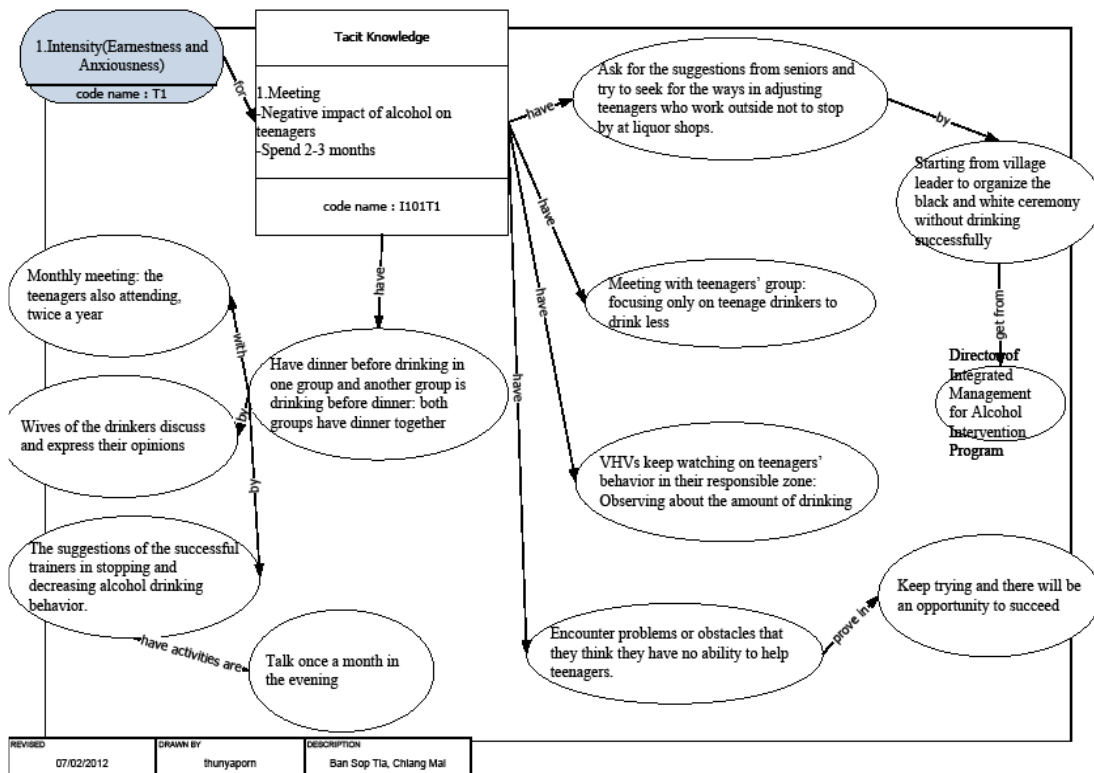 1.Intensity(Earnestness and
Anxiousness)
code name : T1
for
Tacit Knowledge
1.Meeting
-Negative impact of alcohol on
teenagers
-Spend 2-3 months
code name : I101T1
have
Ask for the suggestions from seniors and
try to seek for the ways in adjusting
teenagers who work outside not to stop
by at liquor shops.
by
Starting from village
leader to organize the
black and white ceremony
without drinking
successfully
get from
Director of
Integrated
Management
for Alcohol
Intervention
Program
have
Meeting with teenagers' group:
focusing only on teenage drinkers to
drink less
have
VHVs keep watching on teenagers'
behavior in their responsible zone:
Observing about the amount of drinking
have
Encounter problems or obstacles that
they think they have no ability to help
teenagers.
prove in
Keep trying and there will be
an opportunity to succeed
have
Have dinner before drinking in
one group and another group is
drinking before dinner: both
groups have dinner together
with
Monthly meeting: the
teenagers also attending,
twice a year
by
Wives of the drinkers discuss
and express their opinions
by
The suggestions of the successful
trainers in stopping and
decreasing alcohol drinking
behavior.
have activities are
Talk once a month in
the evening
REVISED
07/02/2012
DRAWN BY
thunyaporn
DESCRIPTION
Ban Sop Tia, Chiang Mai